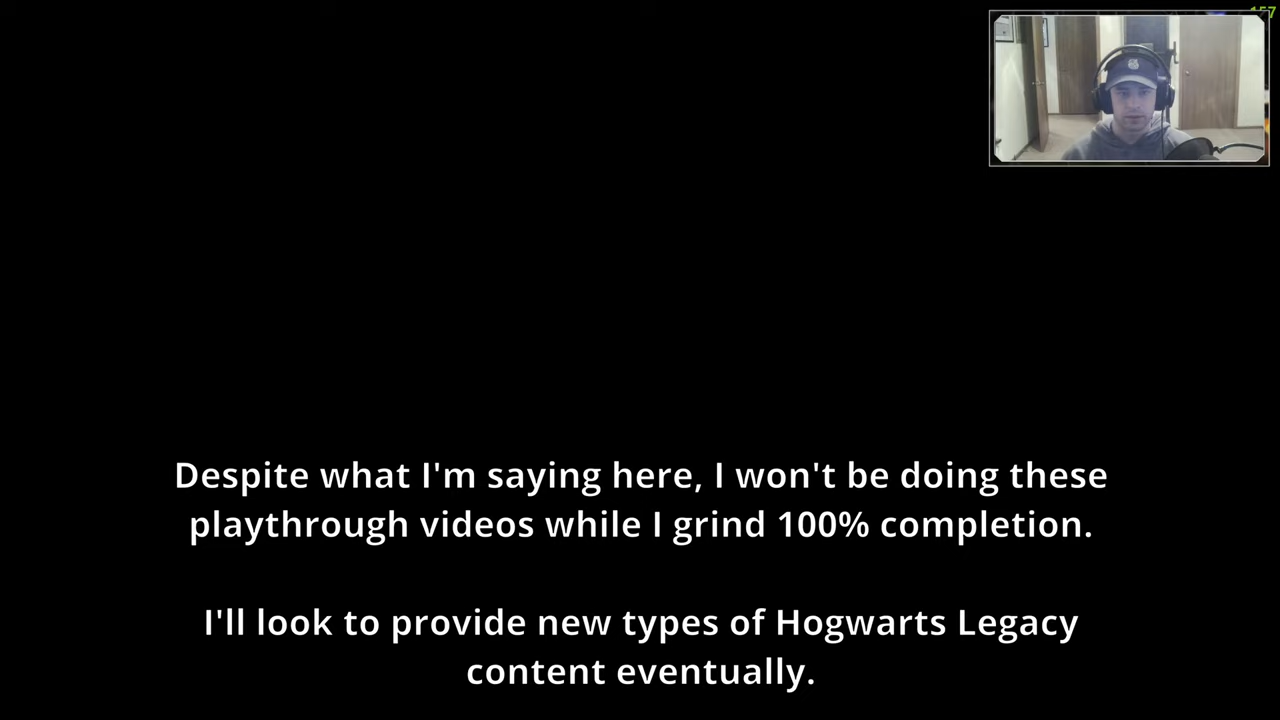 157
Despite what I'm saying here, I won't be doing these
playthrough videos while I grind 100% completion.
I'll look to provide new types of Hogwarts Legacy
content eventually.